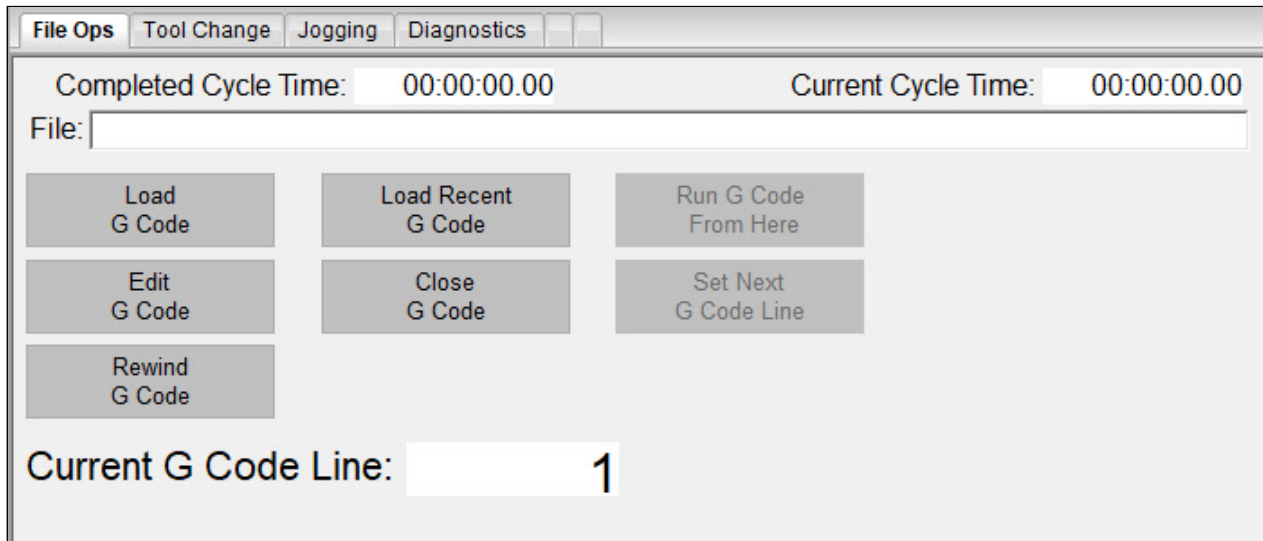 File Ops Tool Change Jogging Diagnostics
Completed Cycle Time: 00:00:00.00 Current Cycle Time: 00:00:00.00
File:
Load
G Code
Load Recent
G Code
Run G Code
From Here
Edit
G Code
Close
G Code
Set Next
G Code Line
Rewind
G Code
Current G Code Line: 1